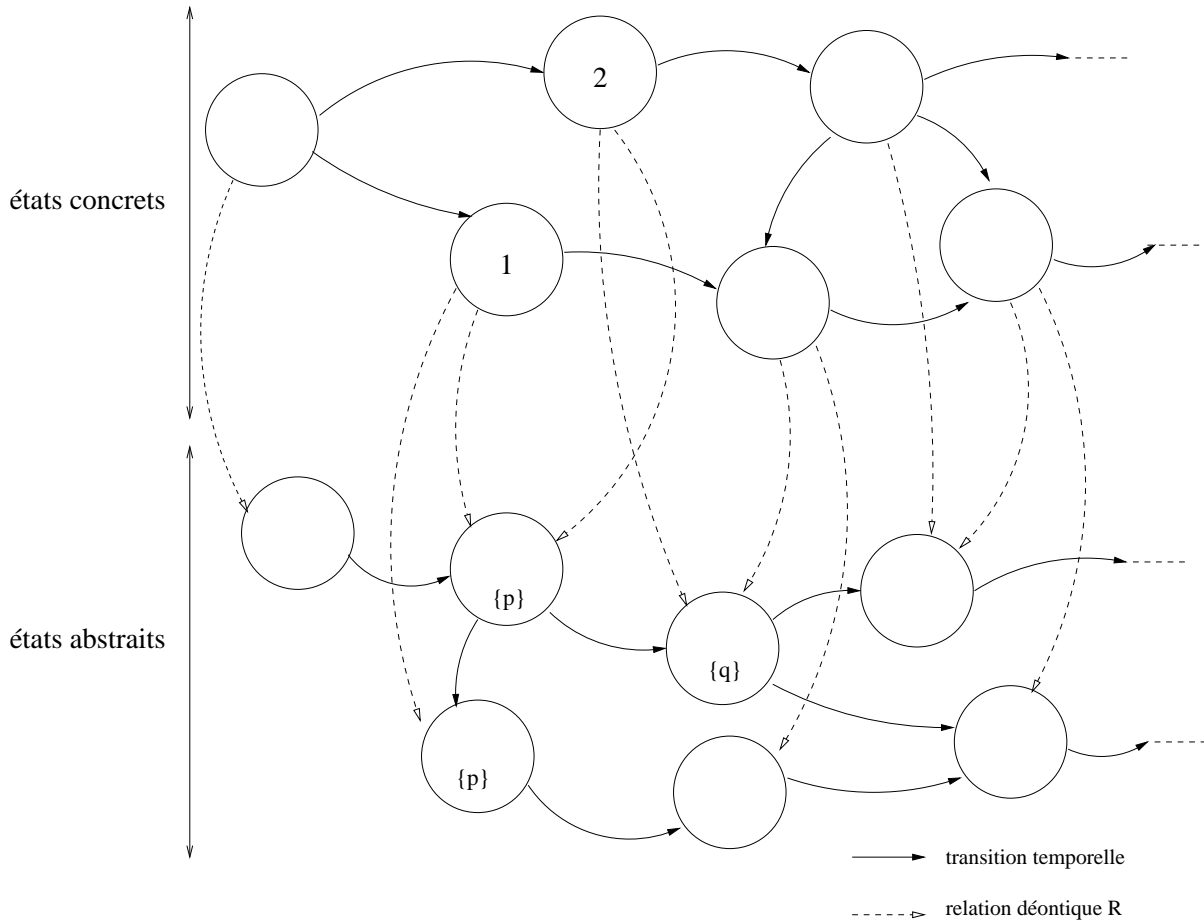 2
états concrets
1
{p}
états abstraits
{q}
{p}
transition temporelle
relation déontique R